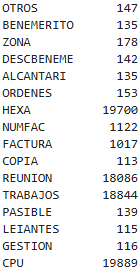 OTROS 147
BENEMERITO 135
ZONA 178
DESCBENEME 142
ALCANTARI 135
ORDENES 153
HEXA 19700
NUMFAC 1122
FACTURA 1017
COPIA 113
REUNION 18086
TRABAJOS 18844
PASIBLE 139
LEIANTES 115
GESTION 116
CPU 19889